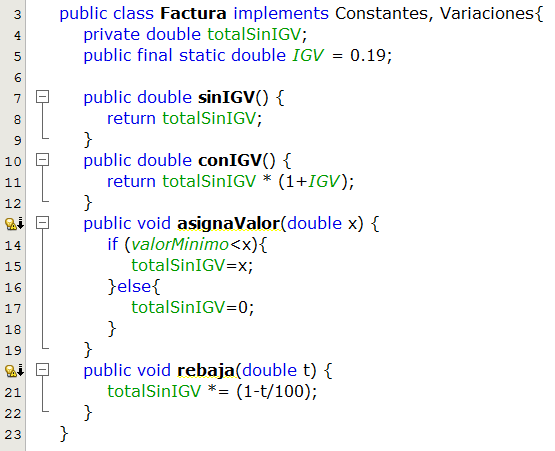 3 public class Factura implements Constantes, Variaciones{
4 private double totalSinIGV;
5 public final static double IGV = 0.19;
6
7 public double sinIGV() {
8 return totalSinIGV;
9 }
10 public double conIGV() {
11 return totalSinIGV * (1+IGV);
12 }
public void asignaValor(double x) {
14 if (valorMinimo<x){
15 totalSinIGV=x;
16 }else{
17 totalSinIGV=0;
18 }
19 }
public void rebaja(double t) {
21 totalSinIGV *= (1-t/100);
22 }
23 }